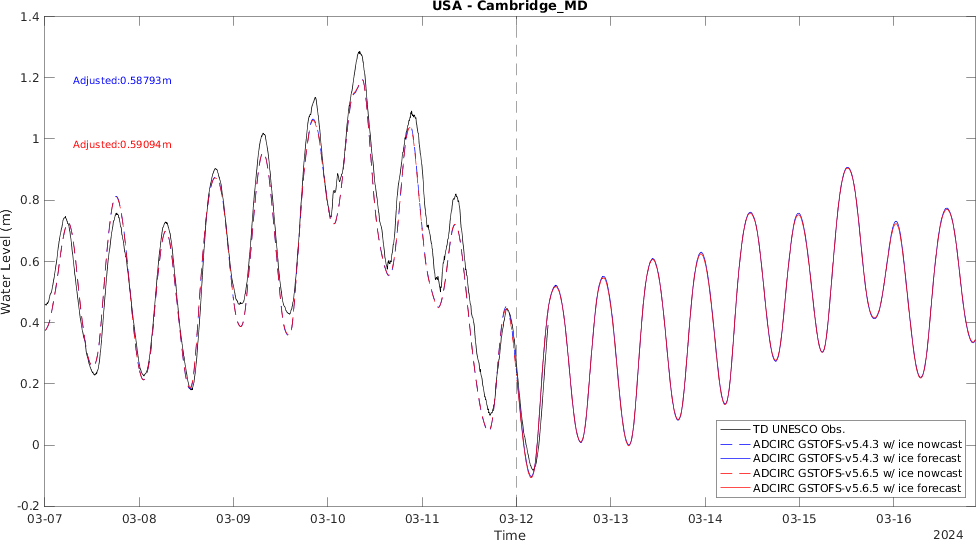 USA - Cambridge_MD
1.4
1.2
1
0.8
0.6
0.4
0.2
0
-0.2
Water Level (m)
Adjusted:0.58793m
Adjusted:0.59094m
TD UNESCO Obs.
ADCIRC GSTOFS-v5.4.3 w/ ice nowcast
ADCIRC GSTOFS-v5.4.3 w/ ice forecast
ADCIRC GSTOFS-v5.6.5 w/ ice nowcast
ADCIRC GSTOFS-v5.6.5 w/ ice forecast
03-07 03-08 03-09 03-10 03-11 03-12 03-13 03-14 03-15 03-16
Time
2024